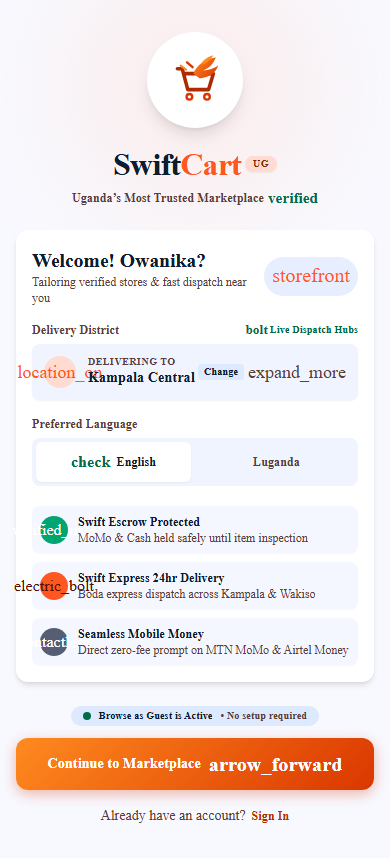 SwiftCart UG
Uganda's Most Trusted Marketplace verified
Welcome! Owanika?
storefront
Tailoring verified stores & fast dispatch near
you
Delivery District
bolt Live Dispatch Hubs
location_on
DELIVERING TO
Kampala Central
Change
expand_more
Preferred Language
check English
Luganda
Swift Escrow Protected
MoMo & Cash held safely until item inspection
electric_bolt
Swift Express 24hr Delivery
Boda express dispatch across Kampala & Wakiso
Seamless Mobile Money
Direct zero-fee prompt on MTN MoMo & Airtel Money
Browse as Guest is Active • No setup required
Continue to Marketplace arrow_forward
Already have an account? Sign In